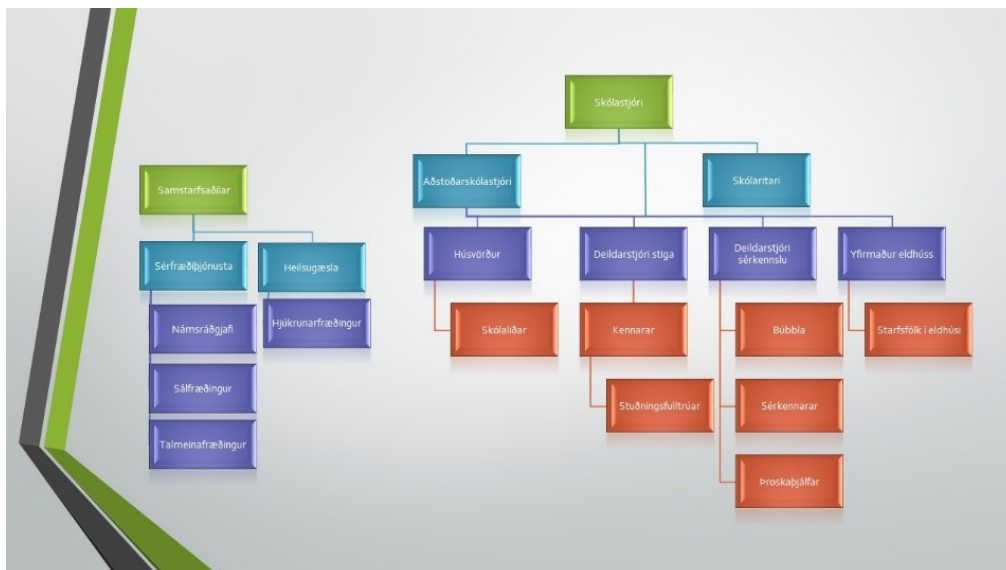 Skólastjóri
Samstarfsaðilar
Aðstoðarskólastjóri
Skólaritari
Sérfræðiþjónusta
Heilsugæsla
Húsvörður
Deildarstjóri stiga
Deildarstjóri
sérkennslu
Yfirmaður eldhúss
Námsráðgjafi
Hjúkrunarfræðingur
Skólaliðar
Kennarar
Búbbla
Starfsfólk í eldhúsi
Sálfræðingur
Stuðningsfulltrúar
Sérkennarar
Talmeinafræðingur
Þroskaþjálfar